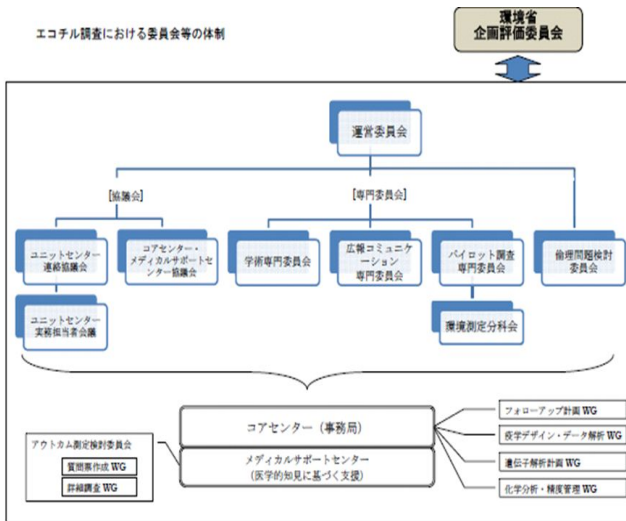 エコチル調査における委員会等の体制
環境省
企画評価委員会
運営委員会
[協議会]
[専門委員会]
ユニットセンター
連絡協議会
コアセンター・
メディカルサポートセ
ンター協議会
学術専門委員会
広報コミュニケ
ーション
専門委員会
パイロット調査
専門委員会
倫理問題検討
委員会
ユニットセンター
実務担当者会議
環境測定分科会
コアセンター（事務局）
メディカルサポートセンター
（医学的知見に基づく支援）
アウトカム測定検討委員会
質問票作成 WG
詳細調査 WG
フォローアップ計画 WG
疫学デザイン・データ解析 WG
遺伝子解析計画 WG
化学分析・精度管理 WG